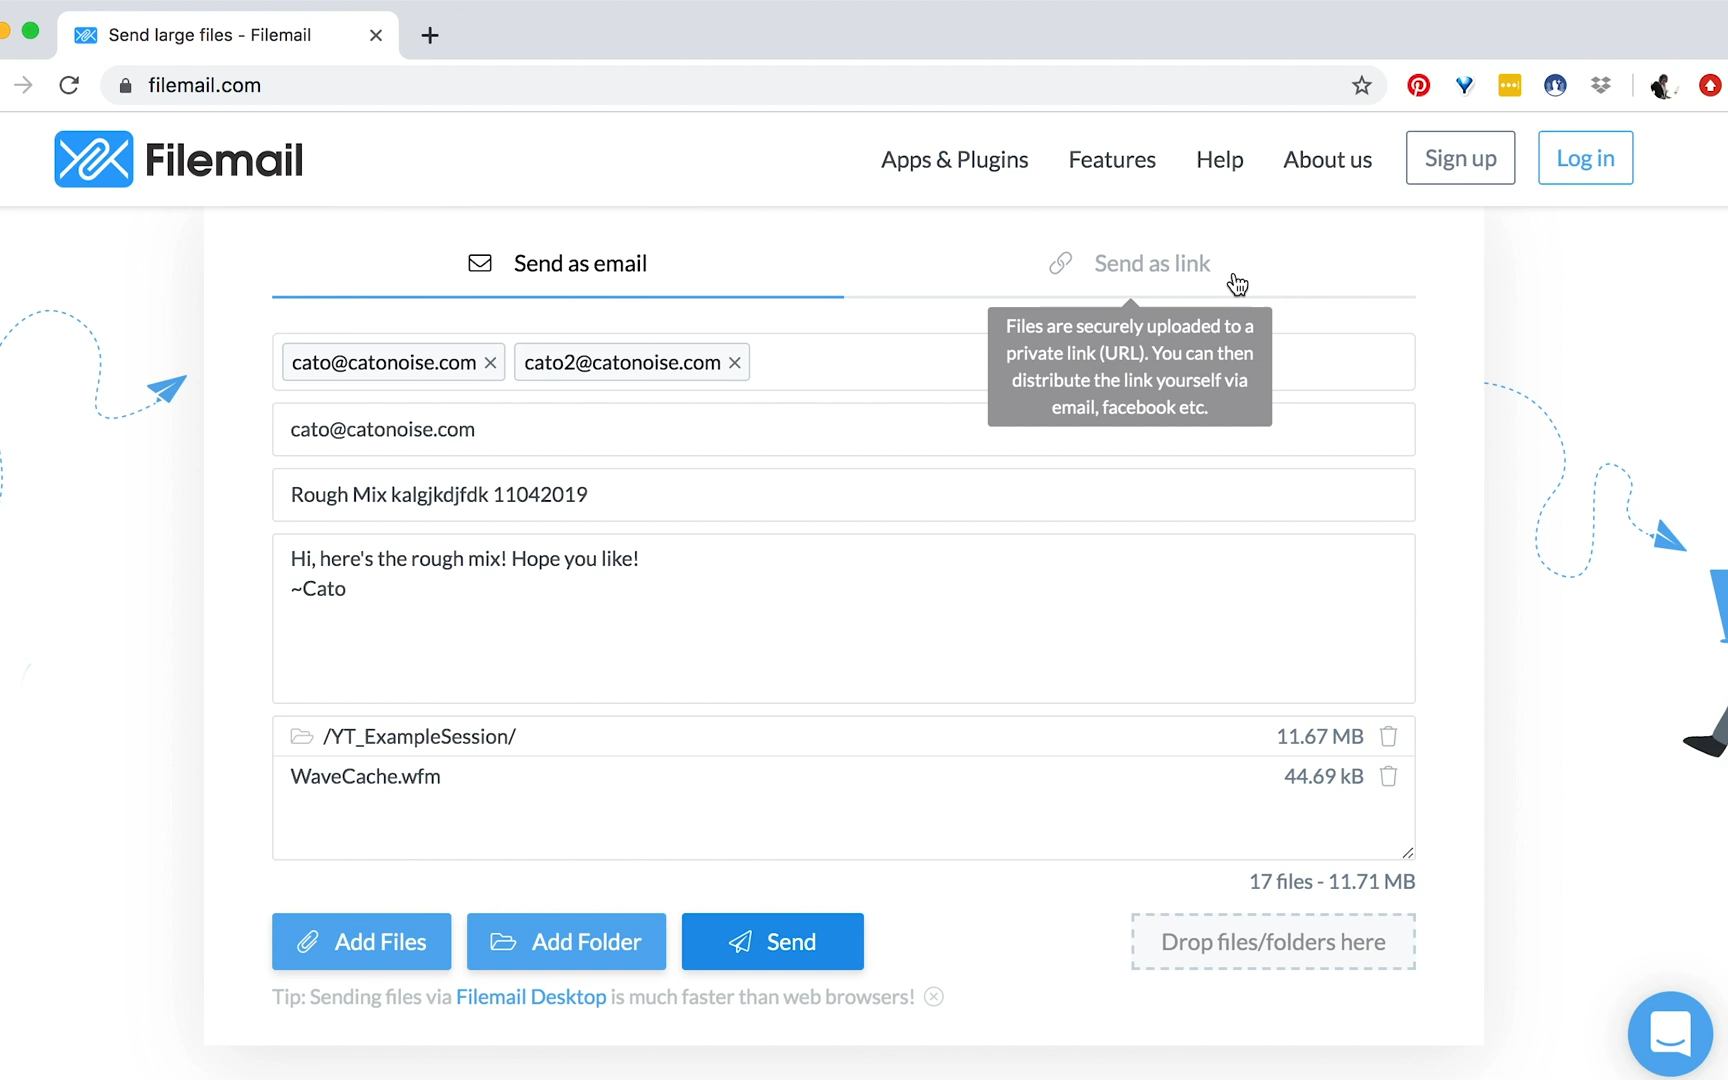 Send large files - Filemail
filemail.com
Filemail
Apps & Plugins
Features
Help
About us
Sign up
Log in
Send as email
Send as link
Files are securely uploaded to a
private link (URL). You can then
distribute the link yourself via
email, facebook etc.
cato@catonoise.com
cato2@catonoise.com
cato@catonoise.com
Rough Mix kalgjkdjfdk 11042019
Hi, here's the rough mix! Hope you like!
~Cato
/YT_ExampleSession/
11.67 MB
WaveCache.wfm
44.69 kB
17 files - 11.71 MB
Add Files
Add Folder
Send
Drop files/folders here
Tip: Sending files via Filemail Desktop is much faster than web browsers!